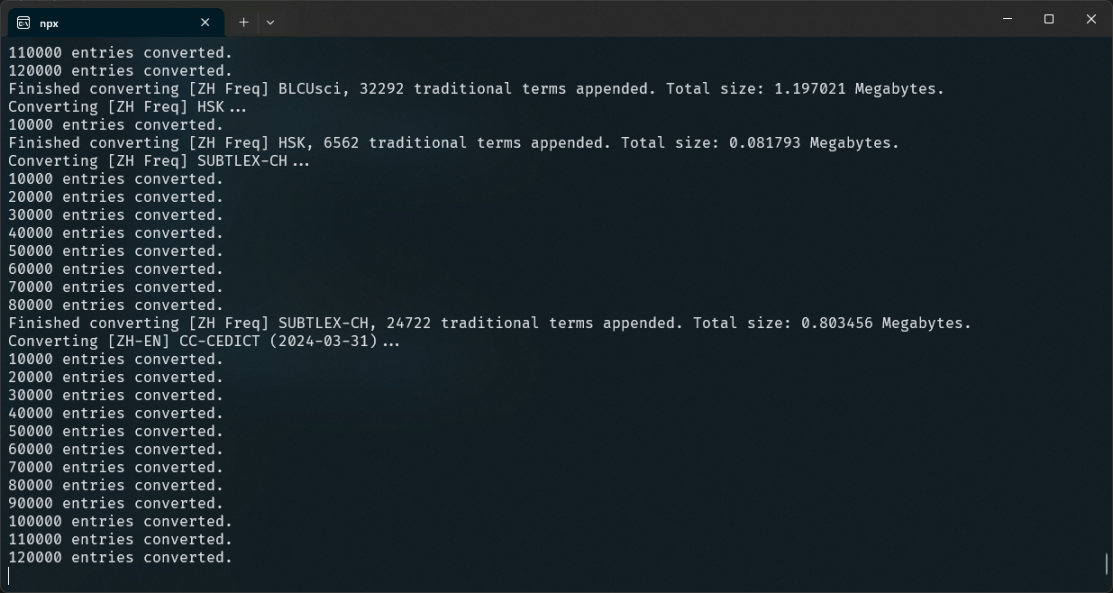 npx
110000 entries converted.
120000 entries converted.
Finished converting [ZH Freq] BLCUsci, 32292 traditional terms appended. Total size: 1.197021 Megabytes.
Converting [ZH Freq] HSK...
10000 entries converted.
Finished converting [ZH Freq] HSK, 6562 traditional terms appended. Total size: 0.081793 Megabytes.
Converting [ZH Freq] SUBTLEX-CH...
10000 entries converted.
20000 entries converted.
30000 entries converted.
40000 entries converted.
50000 entries converted.
60000 entries converted.
70000 entries converted.
80000 entries converted.
Finished converting [ZH Freq] SUBTLEX-CH, 24722 traditional terms appended. Total size: 0.803456 Megabytes.
Converting [ZH-EN] CC-CEDICT (2024-03-31)...
10000 entries converted.
20000 entries converted.
30000 entries converted.
40000 entries converted.
50000 entries converted.
60000 entries converted.
70000 entries converted.
80000 entries converted.
90000 entries converted.
100000 entries converted.
110000 entries converted.
120000 entries converted.